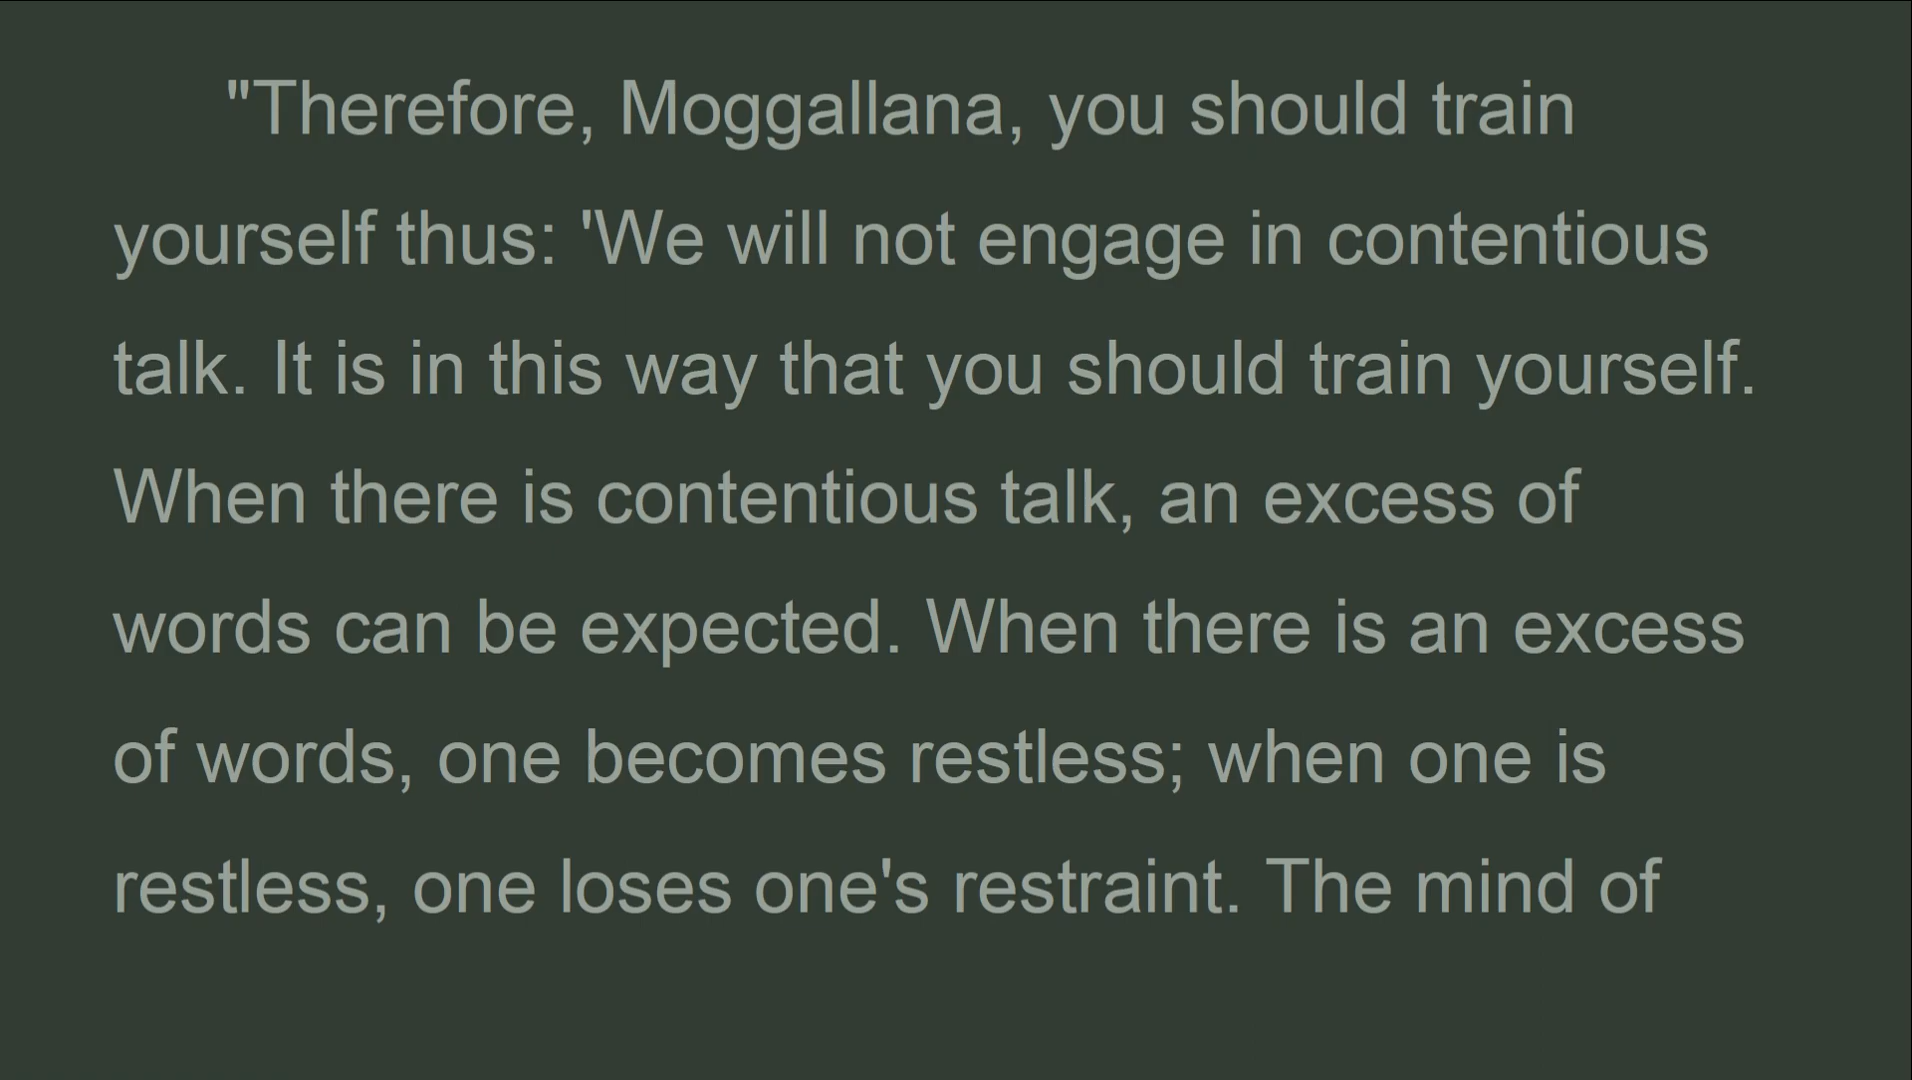 "Therefore, Moggallana, you should train
yourself thus: 'We will not engage in contentious
talk. It is in this way that you should train yourself.
When there is contentious talk, an excess of
words can be expected. When there is an excess
of words, one becomes restless; when one is
restless, one loses one's restraint. The mind of